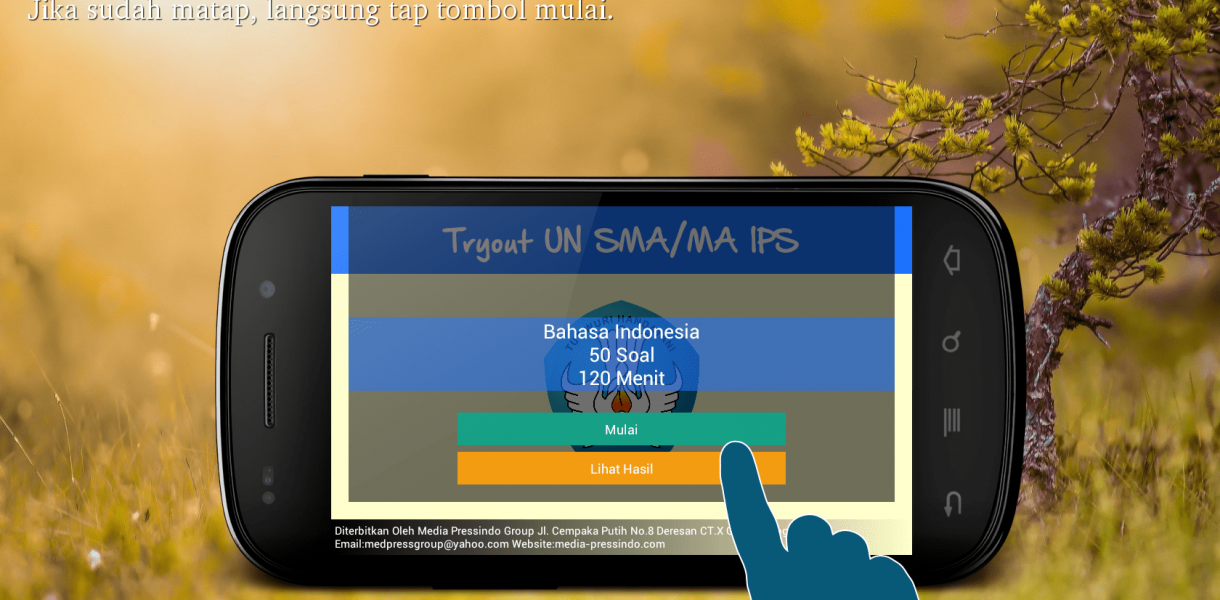 Jika sudah matap, langsung tap tombol mulai.
Tryout UN SMA/MA IPS
Bahasa Indonesia
50 Soal
120 Menit
Mulai
Lihat Hasil
Diterbitkan Oleh Media Pressindo Group Jl. Cempaka Putih No.8 Deresan CT.X
Email:medpressgroup@yahoo.com Website:media-pressindo.com